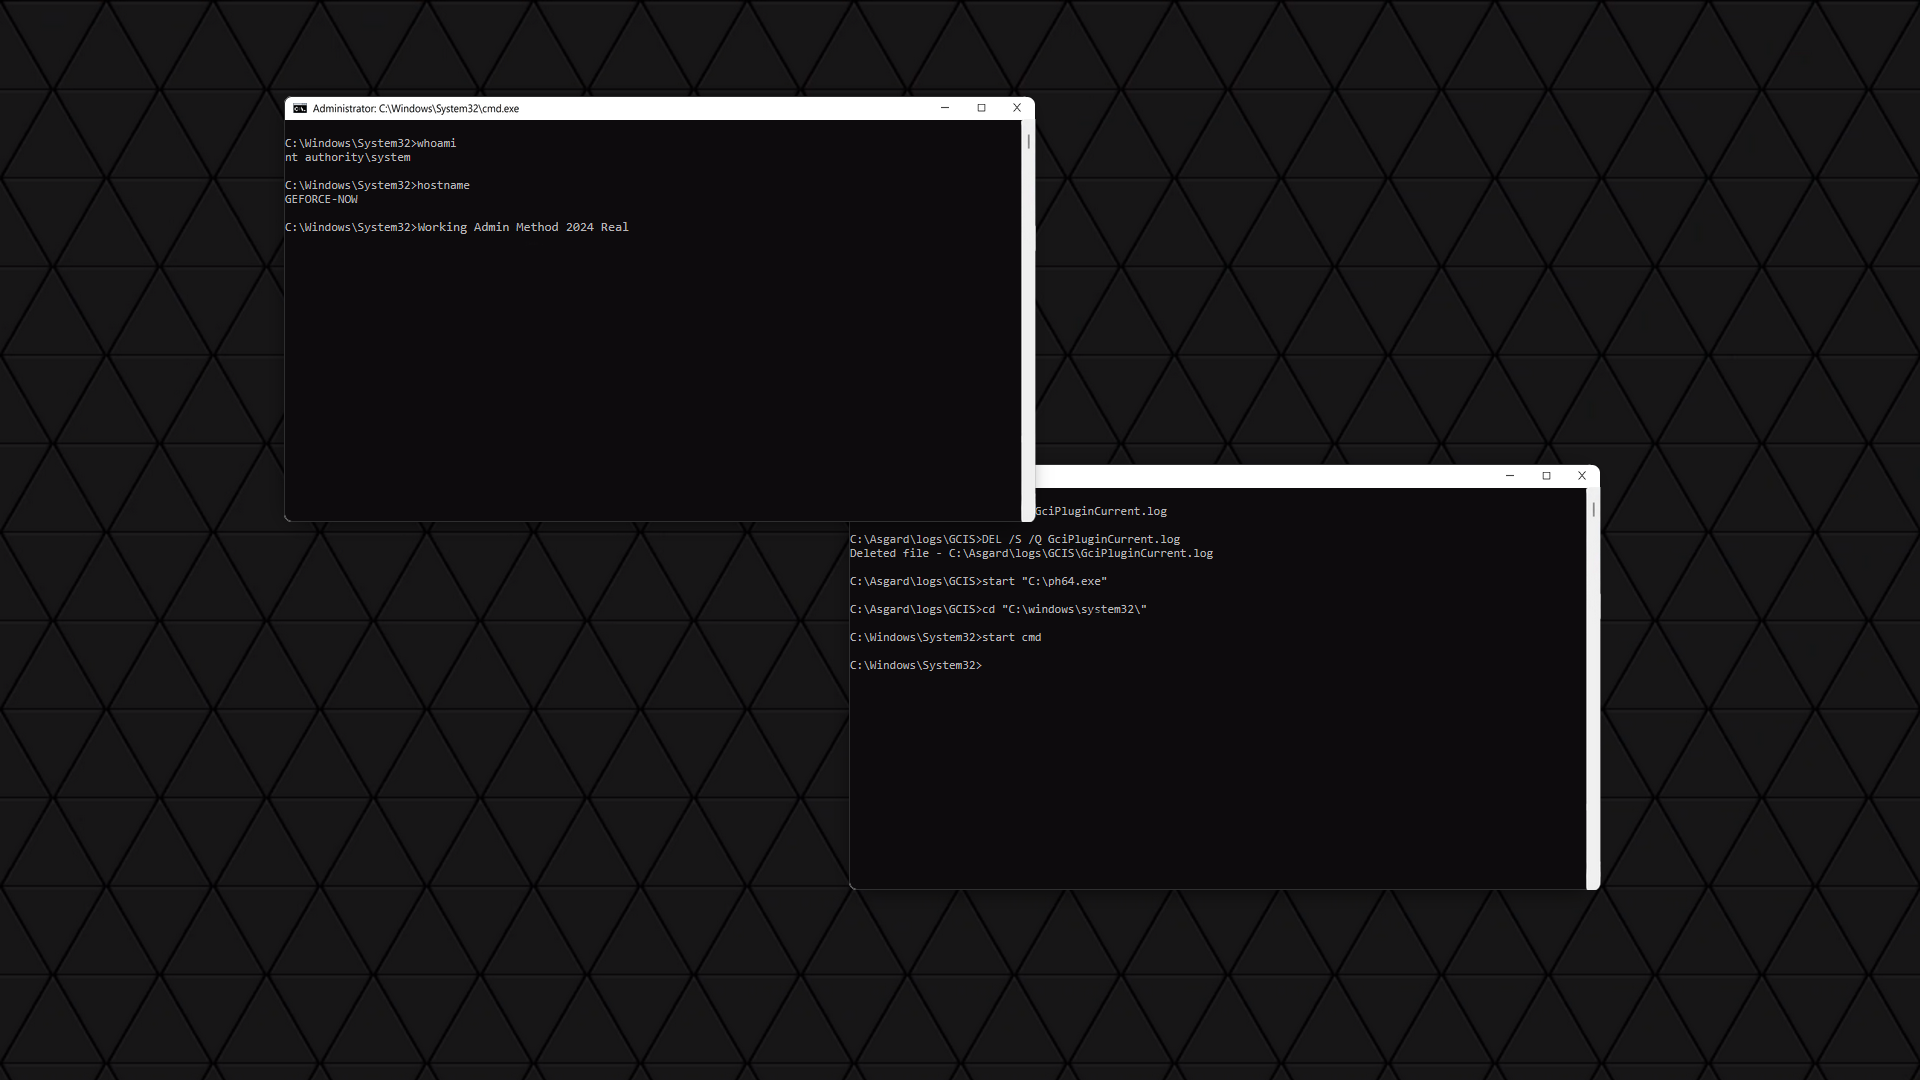 Administrator: C:\Windows\System32\cmd.exe
C:\Windows\System32>whoami
nt authority\system
C:\Windows\System32>hostname
GEFORCE-NOW
C:\Windows\System32>Working Admin Method 2024 Real
GciPluginCurrent.log
C:\Asgard\logs\GCIS>DEL /S /Q GciPluginCurrent.log
Deleted file - C:\Asgard\logs\GCIS\GciPluginCurrent.log
C:\Asgard\logs\GCIS>start "C:\ph64.exe"
C:\Asgard\logs\GCIS>cd "C:\windows\system32\"
C:\Windows\System32>start cmd
C:\Windows\System32>